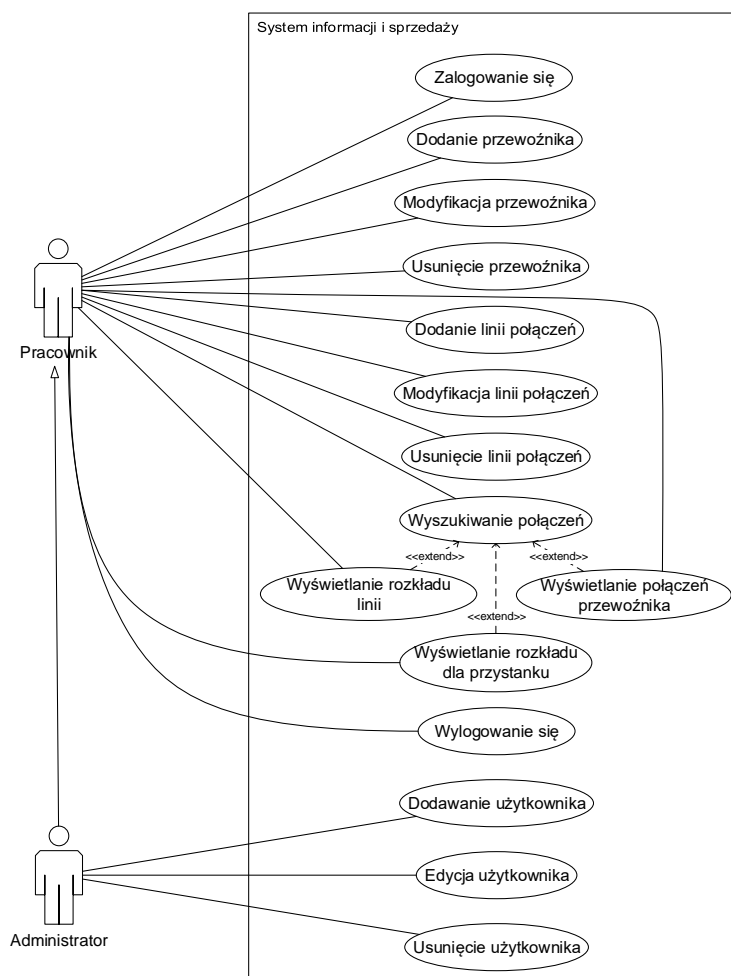 System informacji i sprzedaży
Zalogowanie się
Dodanie przewoźnika
Modyfikacja przewoźnika
Usunięcie przewoźnika
Dodanie linii połączeń
Pracownik
Modyfikacja linii połączeń
Usunięcie linii połączeń
Wyszukiwanie połączeń
<<extend>>
<<extend>>
Wyświetlanie rozkładu
linii
Wyświetlanie połączeń
przewoźnika
<<extend>>
Wyświetlanie rozkładu
dla przystanku
Wylogowanie się
Dodawanie użytkownika
Edycja użytkownika
Administrator
Usunięcie użytkownika